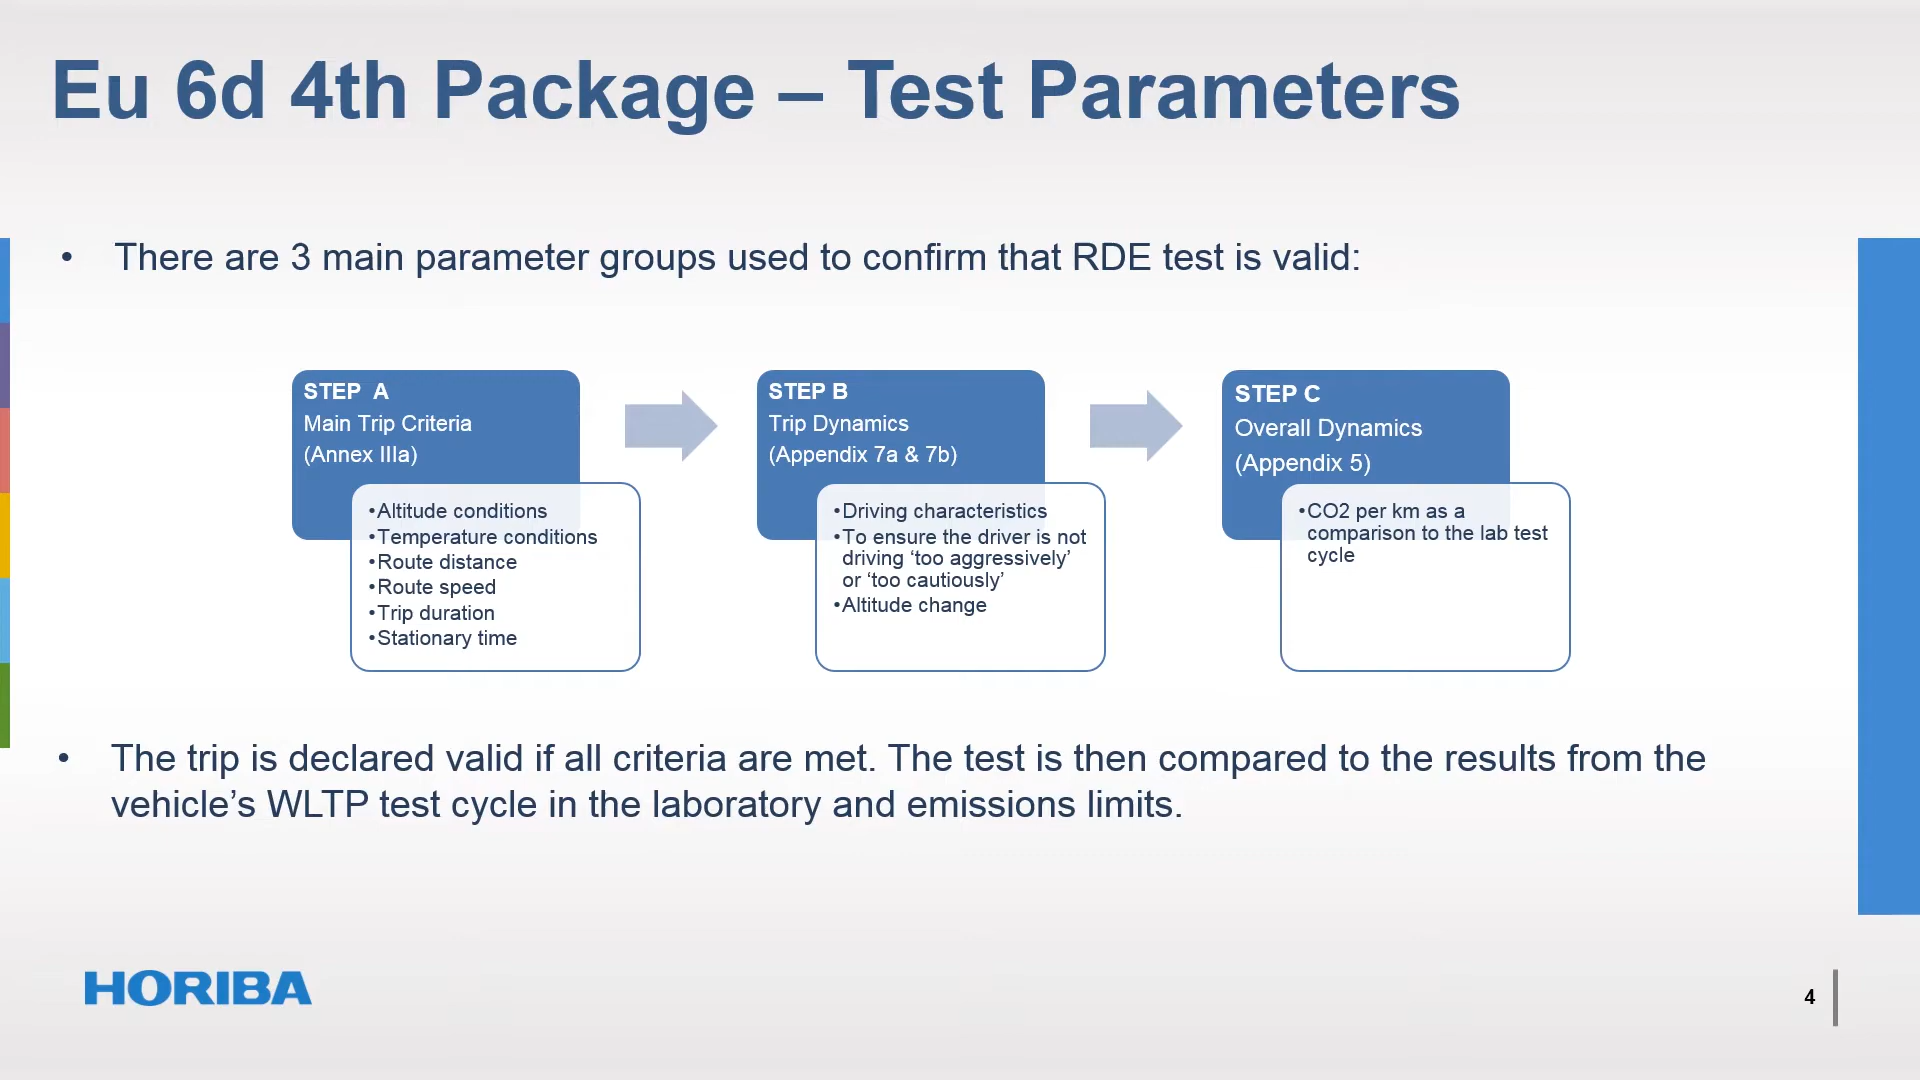 Eu 6d 4th Package – Test Parameters
• There are 3 main parameter groups used to confirm that RDE test is valid:
STEP  A
Main Trip Criteria
(Annex IIIa)
•Altitude conditions
•Temperature conditions
•Route distance
•Route speed
•Trip duration
•Stationary time
STEP B
Trip Dynamics
(Appendix 7a & 7b)
•Driving characteristics
•To ensure the driver is not
driving ‘too aggressively’
or ‘too cautiously’
•Altitude change
STEP C
Overall Dynamics
(Appendix 5)
•CO2 per km as a
comparison to the lab test
cycle
• The trip is declared valid if all criteria are met. The test is then compared to the results from the
vehicle’s WLTP test cycle in the laboratory and emissions limits.
HORIBA
4